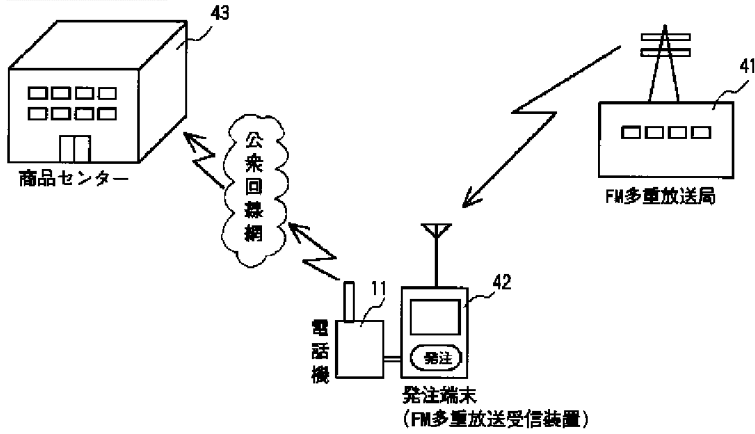 43
商品センター
公衆回線網
41
FM多重放送局
11
電話機
42
発注
発注端末
(FM多重放送受信装置)